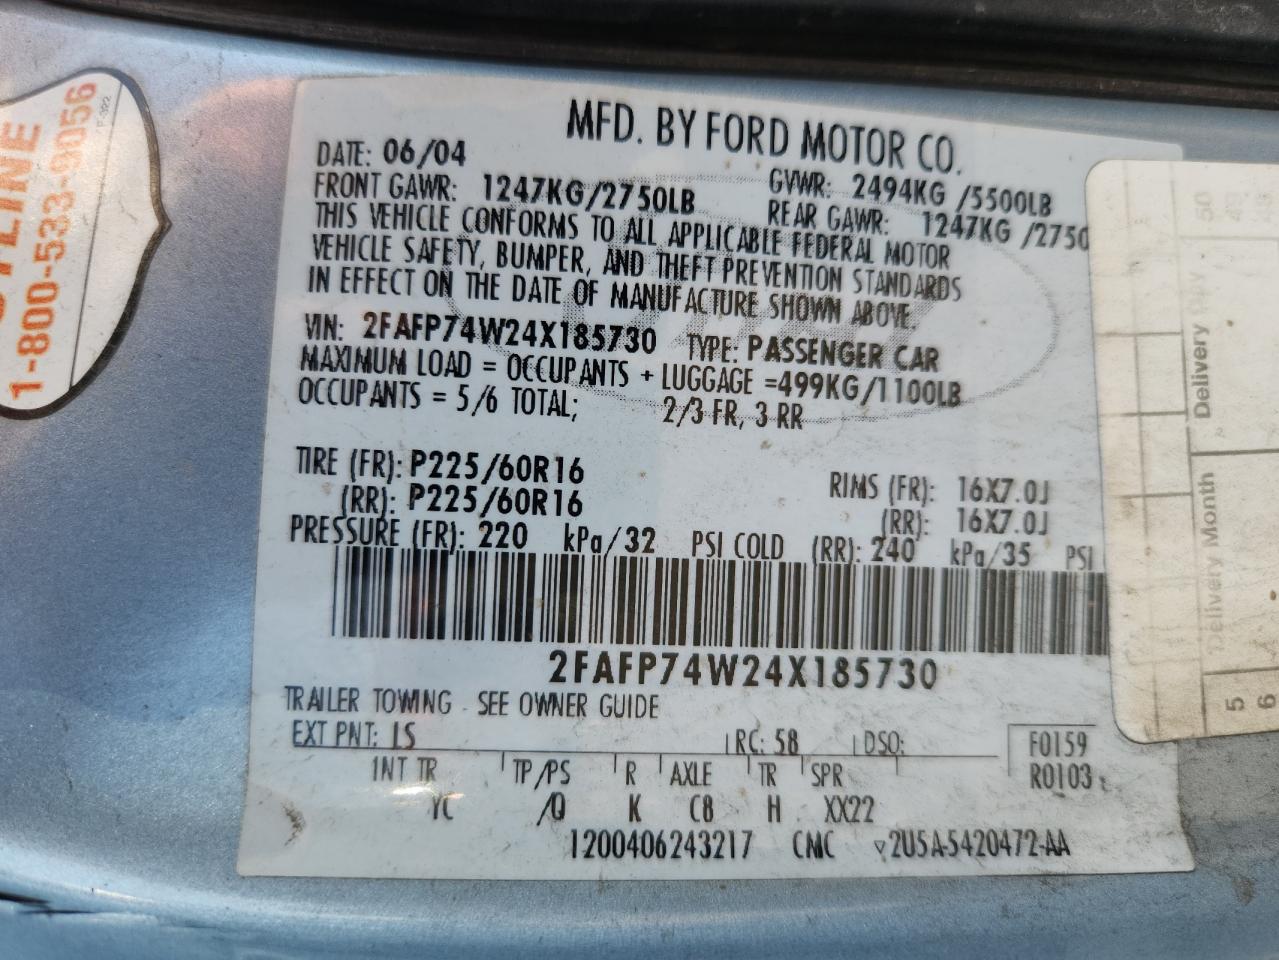 MFD. BY FORD MOTOR CO.
DATE: 06/04 GVWR: 2494KG /5500LB
FRONT GAWR: 1247KG/2750LB REAR GAWR: 1247KG /2750
THIS VEHICLE CONFORMS TO ALL APPLICABLE FEDERAL MOTOR
VEHICLE SAFETY, BUMPER, AND THEFT PREVENTION STANDARDS
IN EFFECT ON THE DATE OF MANUFACTURE SHOWN ABOVE.
VIN: 2FAFP74W24X185730 TYPE: PASSENGER CAR
MAXIMUM LOAD = OCCUPANTS + LUGGAGE =499KG/1100LB
OCCUPANTS = 5/6 TOTAL; 2/3 FR, 3 RR
TIRE (FR): P225/60R16 RIMS (FR): 16X7.0J
(RR): P225/60R16 (RR): 16X7.0J
PRESSURE (FR): 220 kPa/32 PSI COLD (RR): 240 kPa/35 PSI
2FAFP74W24X185730
TRAILER TOWING - SEE OWNER GUIDE
EXT PNT: LS RC: 58 DSO: F0159
INT TR TP/PS R AXLE TR SPR R0103
YC /Q K C8 H XX22
1200406243217 CMC 2U5A-5420472-AA
1-800-533-9056
F-322
Delivery
Delivery Month
5
6
50
49